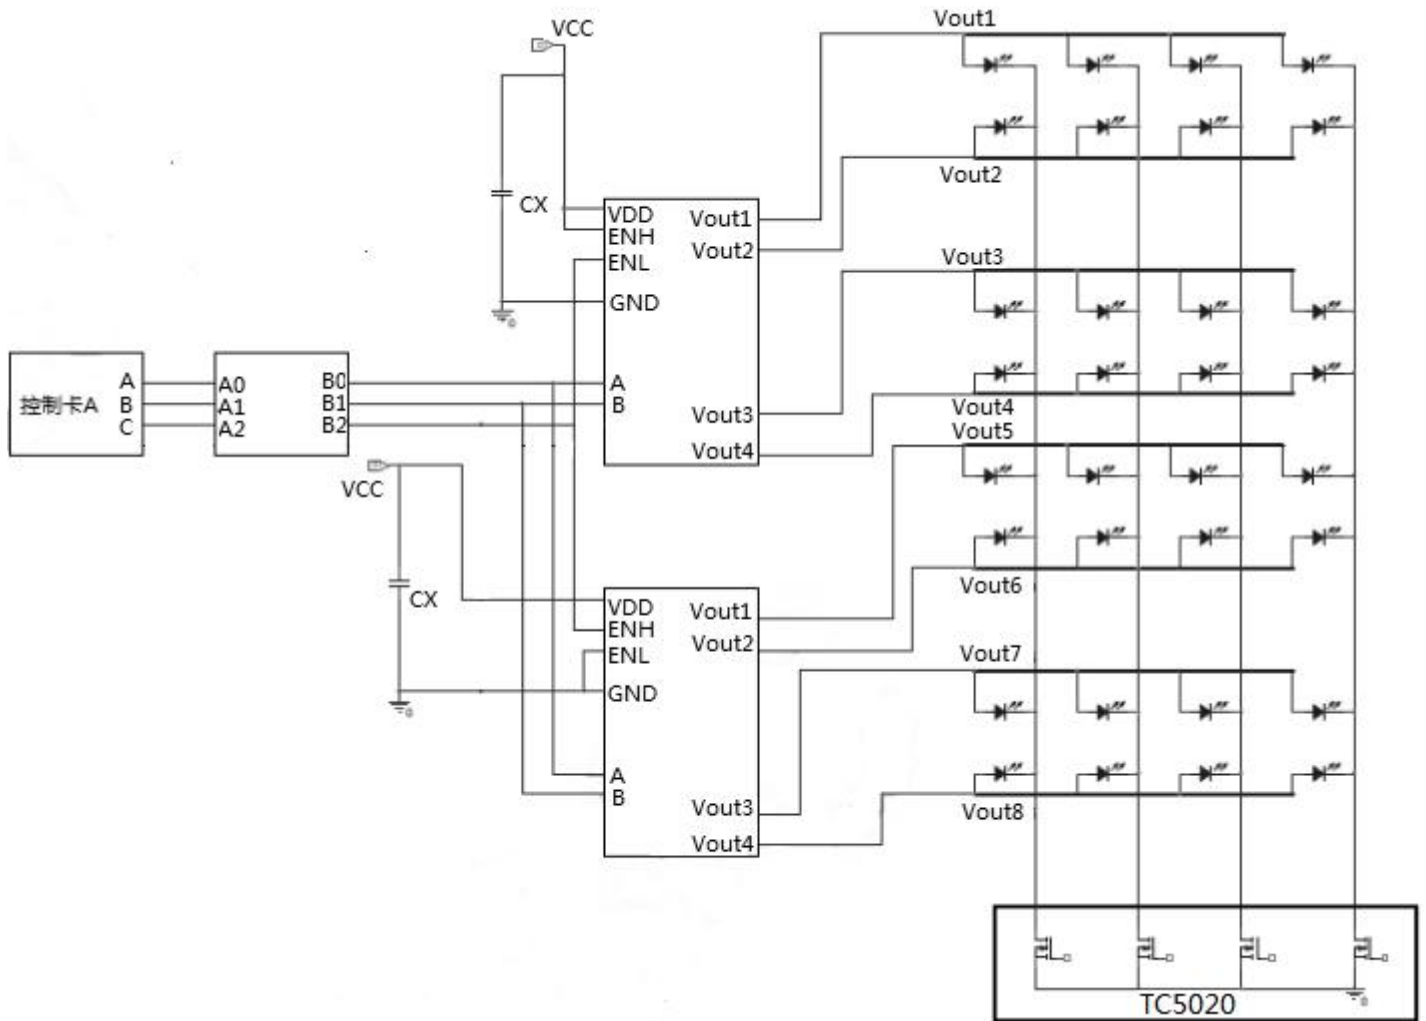 VCC
CX
VDD
ENH
ENL
GND
A
B
Vout1
Vout2
Vout3
Vout4
Vout1
Vout2
Vout3
Vout4
控制卡A
A
B
C
A0
A1
A2
B0
B1
B2
VCC
CX
VDD
ENH
ENL
GND
A
B
Vout1
Vout2
Vout3
Vout4
Vout5
Vout6
Vout7
Vout8
TC5020